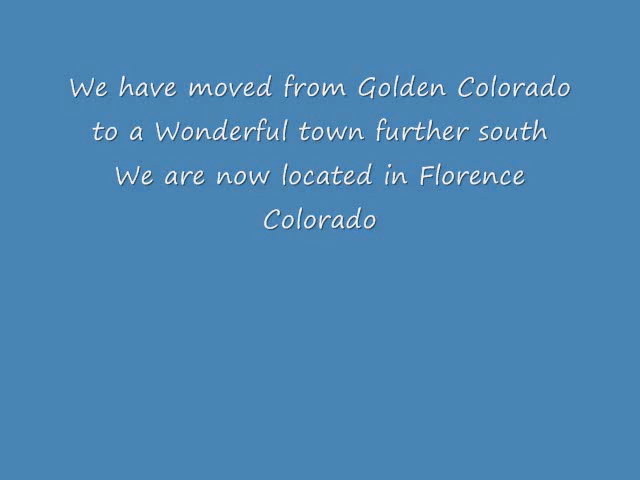 We have moved from Golden Colorado
to a Wonderful town further south
We are now located in Florence
Colorado